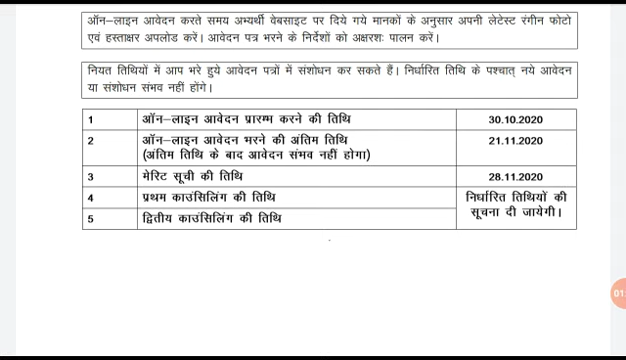 ऑन–लाइन आवेदन करते समय अभ्यर्थी वेबसाइट पर दिये गये मानकों के अनुसार अपनी लेटेस्ट रंगीन फोटो
एवं हस्ताक्षर अपलोड करें। आवेदन पत्र भरने के निर्देशों को अक्षरशः पालन करें।
नियत तिथियों में आप भरे हुये आवेदन पत्रों में संशोधन कर सकते हैं। निर्धारित तिथि के पश्चात् नये आवेदन
या संशोधन संभव नहीं होंगे।
1 ऑन–लाइन आवेदन प्रारम्भ करने की तिथि 30.10.2020
2 ऑन–लाइन आवेदन भरने की अंतिम तिथि 21.11.2020
(अंतिम तिथि के बाद आवेदन संभव नहीं होगा)
3 मेरिट सूची की तिथि 28.11.2020
4 प्रथम काउंसिलिंग की तिथि निर्धारित तिथियों की
सूचना दी जायेगी।
5 द्वितीय काउंसिलिंग की तिथि
01